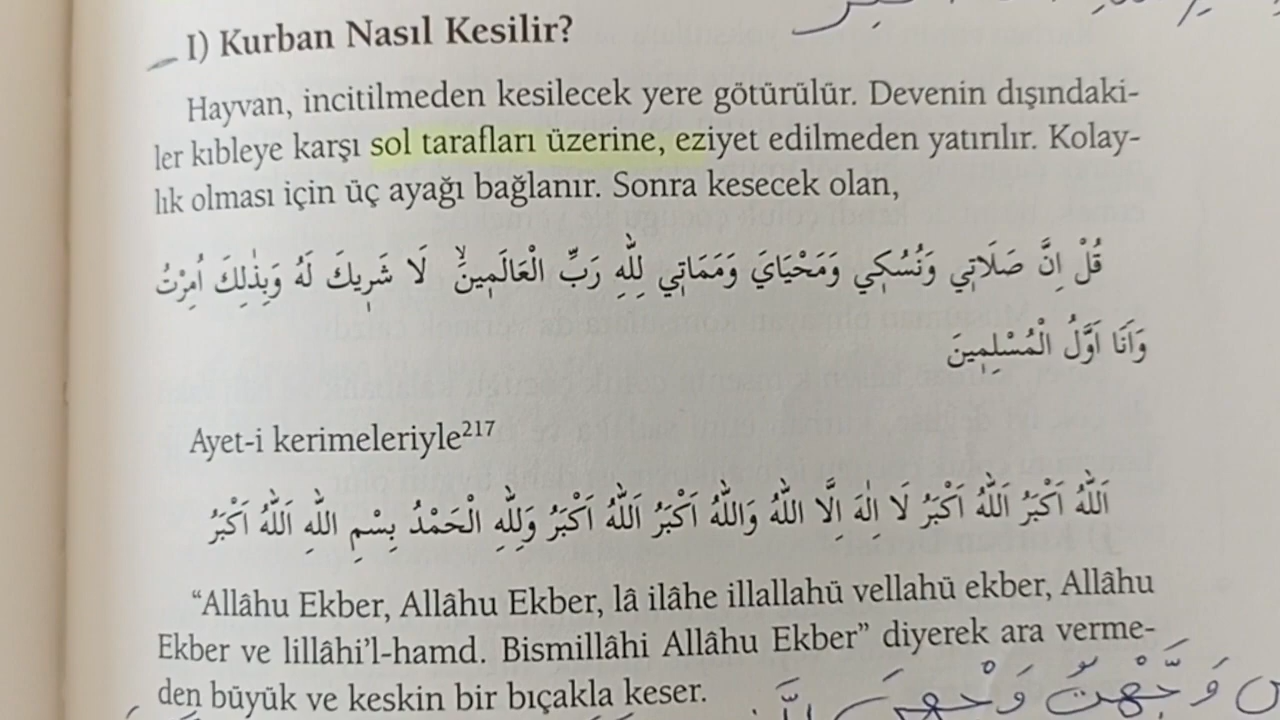 I) Kurban Nasıl Kesilir?
Hayvan, incitilmeden kesilecek yere götürülür. Devenin dışındaki-
ler kıbleye karşı sol tarafları üzerine, eziyet edilmeden yatırılır. Kolay-
lık olması için üç ayağı bağlanır. Sonra kesecek olan,
قُلْ اِنَّ صَلَاتٖي وَنُسُكٖي وَمَحْيَايَ وَمَمَاتٖي لِلّٰهِ رَبِّ الْعَالَمٖينَۙ لَا شَرٖيكَ لَهُ وَبِذٰلِكَ اُمِرْتُ
وَاَنَا اَوَّلُ الْمُسْلِمٖينَ
Ayet-i kerimeleriyle²¹⁷
اَللّٰهُ اَكْبَرُ اَللّٰهُ اَكْبَرُ لَا اِلٰهَ اِلَّا اللّٰهُ وَاللّٰهُ اَكْبَرُ اَللّٰهُ اَكْبَرُ وَلِلّٰهِ الْحَمْدُ بِسْمِ اللّٰهِ اَللّٰهُ اَكْبَرُ
“Allâhu Ekber, Allâhu Ekber, lâ ilâhe illallahü vellahü ekber, Allâhu
Ekber ve lillâhi’l-hamd. Bismillâhi Allâhu Ekber” diyerek ara verme-
den büyük ve keskin bir bıçakla keser.
وَجَّهْتُ وَجْهِيَ